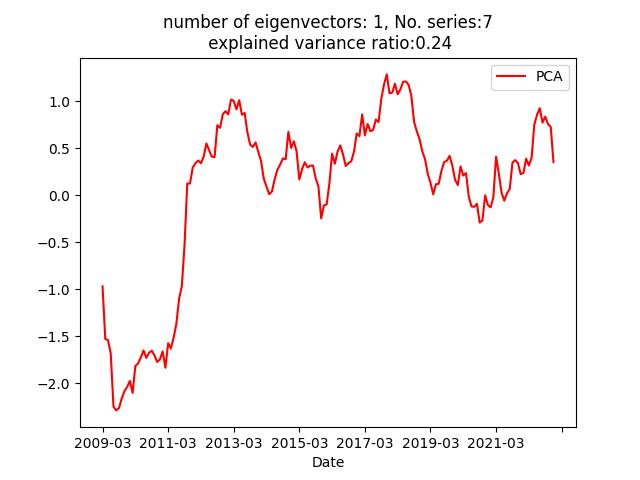 number of eigenvectors: 1, No. series:7
explained variance ratio:0.24
PCA
1.0
0.5
0.0
−0.5
−1.0
−1.5
−2.0
2009-03 2011-03 2013-03 2015-03 2017-03 2019-03 2021-03
Date